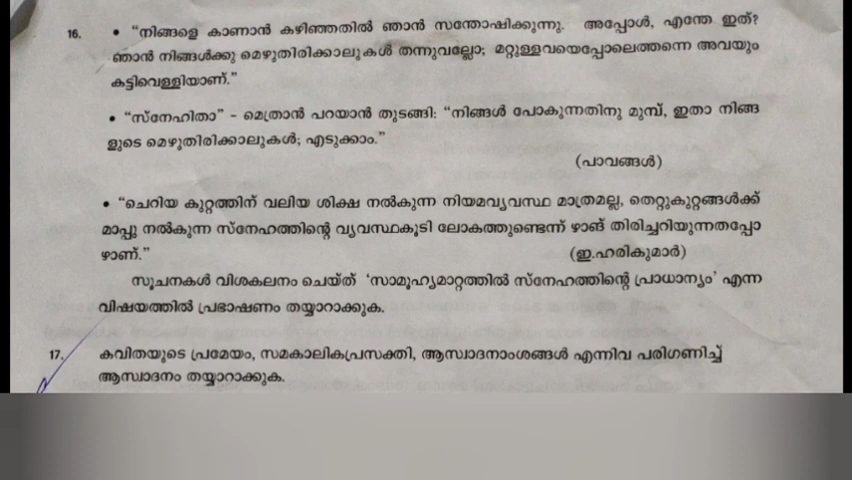 16. • “നിങ്ങളെ കാണാൻ കഴിഞ്ഞതിൽ ഞാൻ സന്തോഷിക്കുന്നു. അപ്പോൾ, എന്തേ ഇത്?
ഞാൻ നിങ്ങൾക്കു മെഴുതിരിക്കാലുകൾ തന്നുവല്ലോ; മറ്റുള്ളവയെപ്പോലെത്തന്നെ അവയും
കട്ടിവെള്ളിയാണ്.”
• “സ്നേഹിതാ” - മെത്രാൻ പറയാൻ തുടങ്ങി: “നിങ്ങൾ പോകുന്നതിനു മുമ്പ്, ഇതാ നിങ്ങ
ളുടെ മെഴുതിരിക്കാലുകൾ; എടുക്കാം.”
(പാവങ്ങൾ)
• “ചെറിയ കുറ്റത്തിന് വലിയ ശിക്ഷ നൽകുന്ന നിയമവ്യവസ്ഥ മാത്രമല്ല, തെറ്റുകുറ്റങ്ങൾക്ക്
മാപ്പു നൽകുന്ന സ്നേഹത്തിന്റെ വ്യവസ്ഥകൂടി ലോകത്തുണ്ടെന്ന് ഴാങ് തിരിച്ചറിയുന്നതപ്പോ
ഴാണ്.”
(ഇ.ഹരികുമാർ)
സൂചനകൾ വിശകലനം ചെയ്ത് ‘സാമൂഹ്യമാറ്റത്തിൽ സ്നേഹത്തിന്റെ പ്രാധാന്യം’ എന്ന
വിഷയത്തിൽ പ്രഭാഷണം തയ്യാറാക്കുക.
17. കവിതയുടെ പ്രമേയം, സമകാലികപ്രസക്തി, ആസ്വാദനാംശങ്ങൾ എന്നിവ പരിഗണിച്ച്
ആസ്വാദനം തയ്യാറാക്കുക.